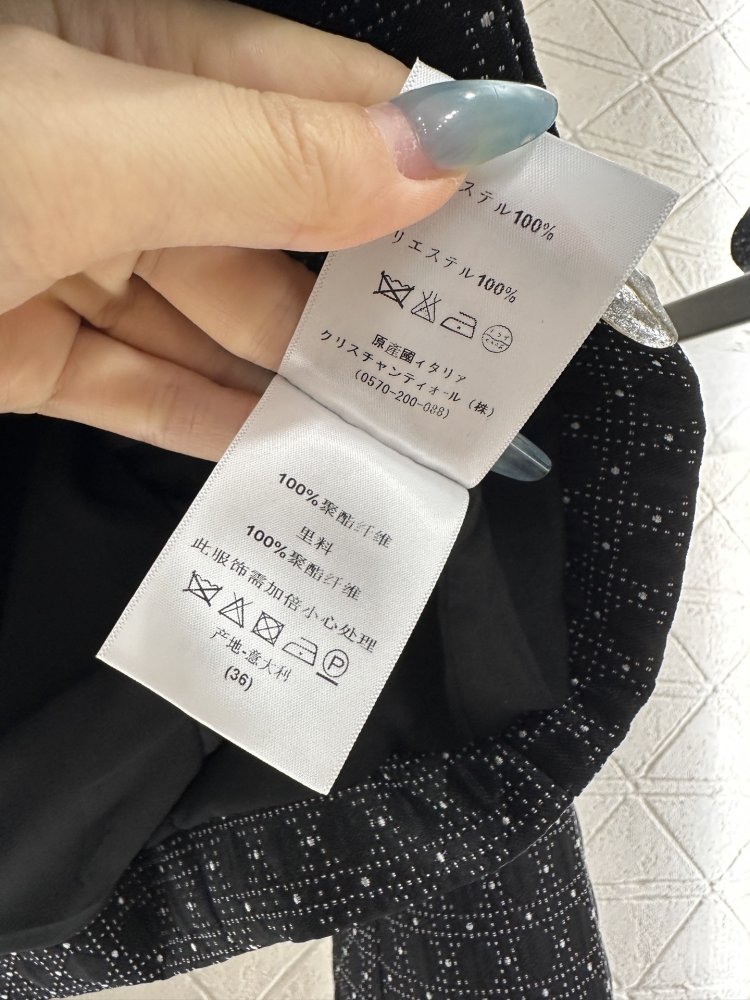 ステル100%
リエステル100%
原産國イタリア
クリスチャンディオール(株)
(0570-200-088)
100%聚酯纤维
里料
100%聚酯纤维
此服饰需加倍小心处理
P
产地-意大利
(36)